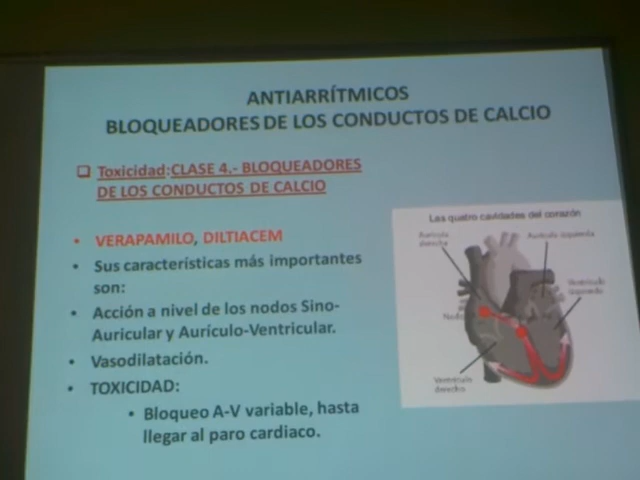 ANTIARRÍTMICOS
BLOQUEADORES DE LOS CONDUCTOS DE CALCIO
Toxicidad:CLASE 4.- BLOQUEADORES
DE LOS CONDUCTOS DE CALCIO
• VERAPAMILO, DILTIACEM
• Sus características más importantes
son:
• Acción a nivel de los nodos Sino-
Auricular y Aurículo-Ventricular.
• Vasodilatación.
• TOXICIDAD:
• Bloqueo A-V variable, hasta
llegar al paro cardiaco.
Las quatro cavidades del corazón
Aurícula
derecha
Aurícula izquierda
Ventrículo
izquierdo
Nodo
Ventrículo
derecho